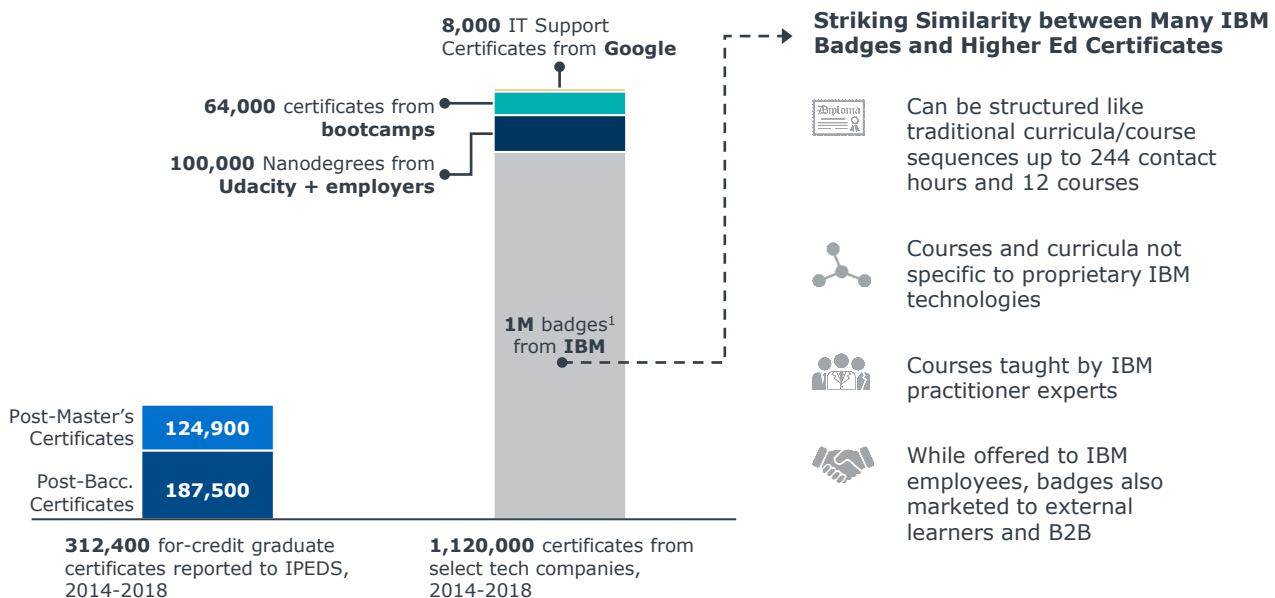 8,000 IT Support
Certificates from Google
64,000 certificates from
bootcamps
100,000 Nanodegrees from
Udacity + employers
1M badges¹
from IBM
Post-Master's
Certificates
124,900
Post-Bacc.
Certificates
187,500
312,400 for-credit graduate
certificates reported to IPEDS,
2014-2018
1,120,000 certificates from
select tech companies,
2014-2018
Striking Similarity between Many IBM
Badges and Higher Ed Certificates
Diploma
Can be structured like
traditional curricula/course
sequences up to 244 contact
hours and 12 courses
Courses and curricula not
specific to proprietary IBM
technologies
Courses taught by IBM
practitioner experts
While offered to IBM
employees, badges also
marketed to external
learners and B2B